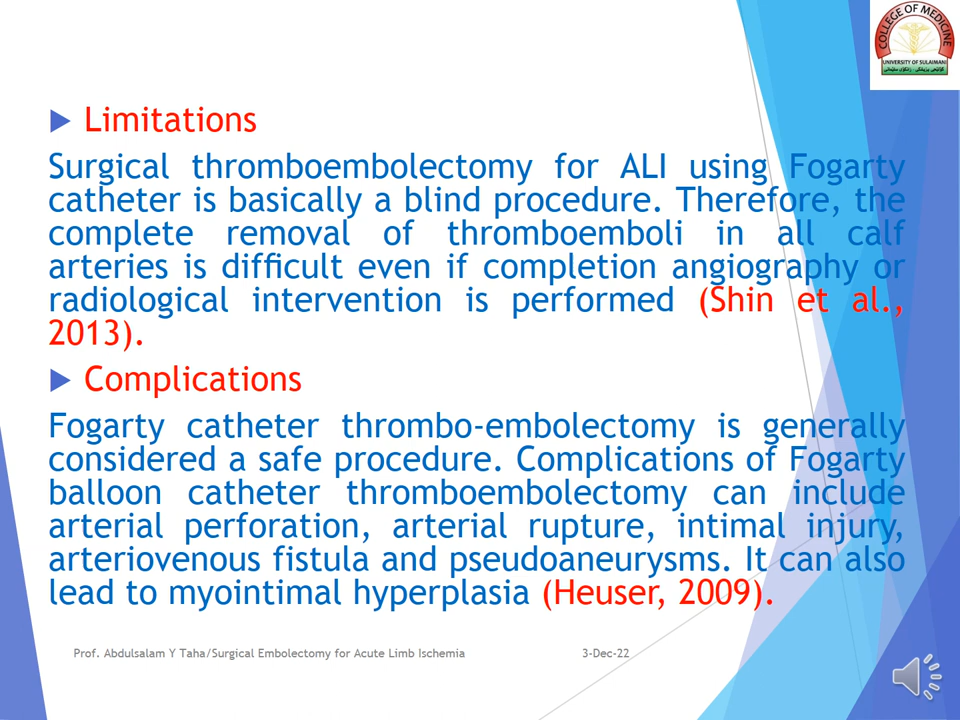 COLLEGE OF MEDICINE
UNIVERSITY OF SULAIMANI
Limitations
Surgical thromboembolectomy for ALI using Fogarty
catheter is basically a blind procedure. Therefore, the
complete removal of thromboemboli in all calf
arteries is difficult even if completion angiography or
radiological intervention is performed (Shin et al.,
2013).
Complications
Fogarty catheter thrombo-embolectomy is generally
considered a safe procedure. Complications of Fogarty
balloon catheter thromboembolectomy can include
arterial perforation, arterial rupture, intimal injury,
arteriovenous fistula and pseudoaneurysms. It can also
lead to myointimal hyperplasia (Heuser, 2009).
Prof. Abdulsalam Y Taha/Surgical Embolectomy for Acute Limb Ischemia 3-Dec-22